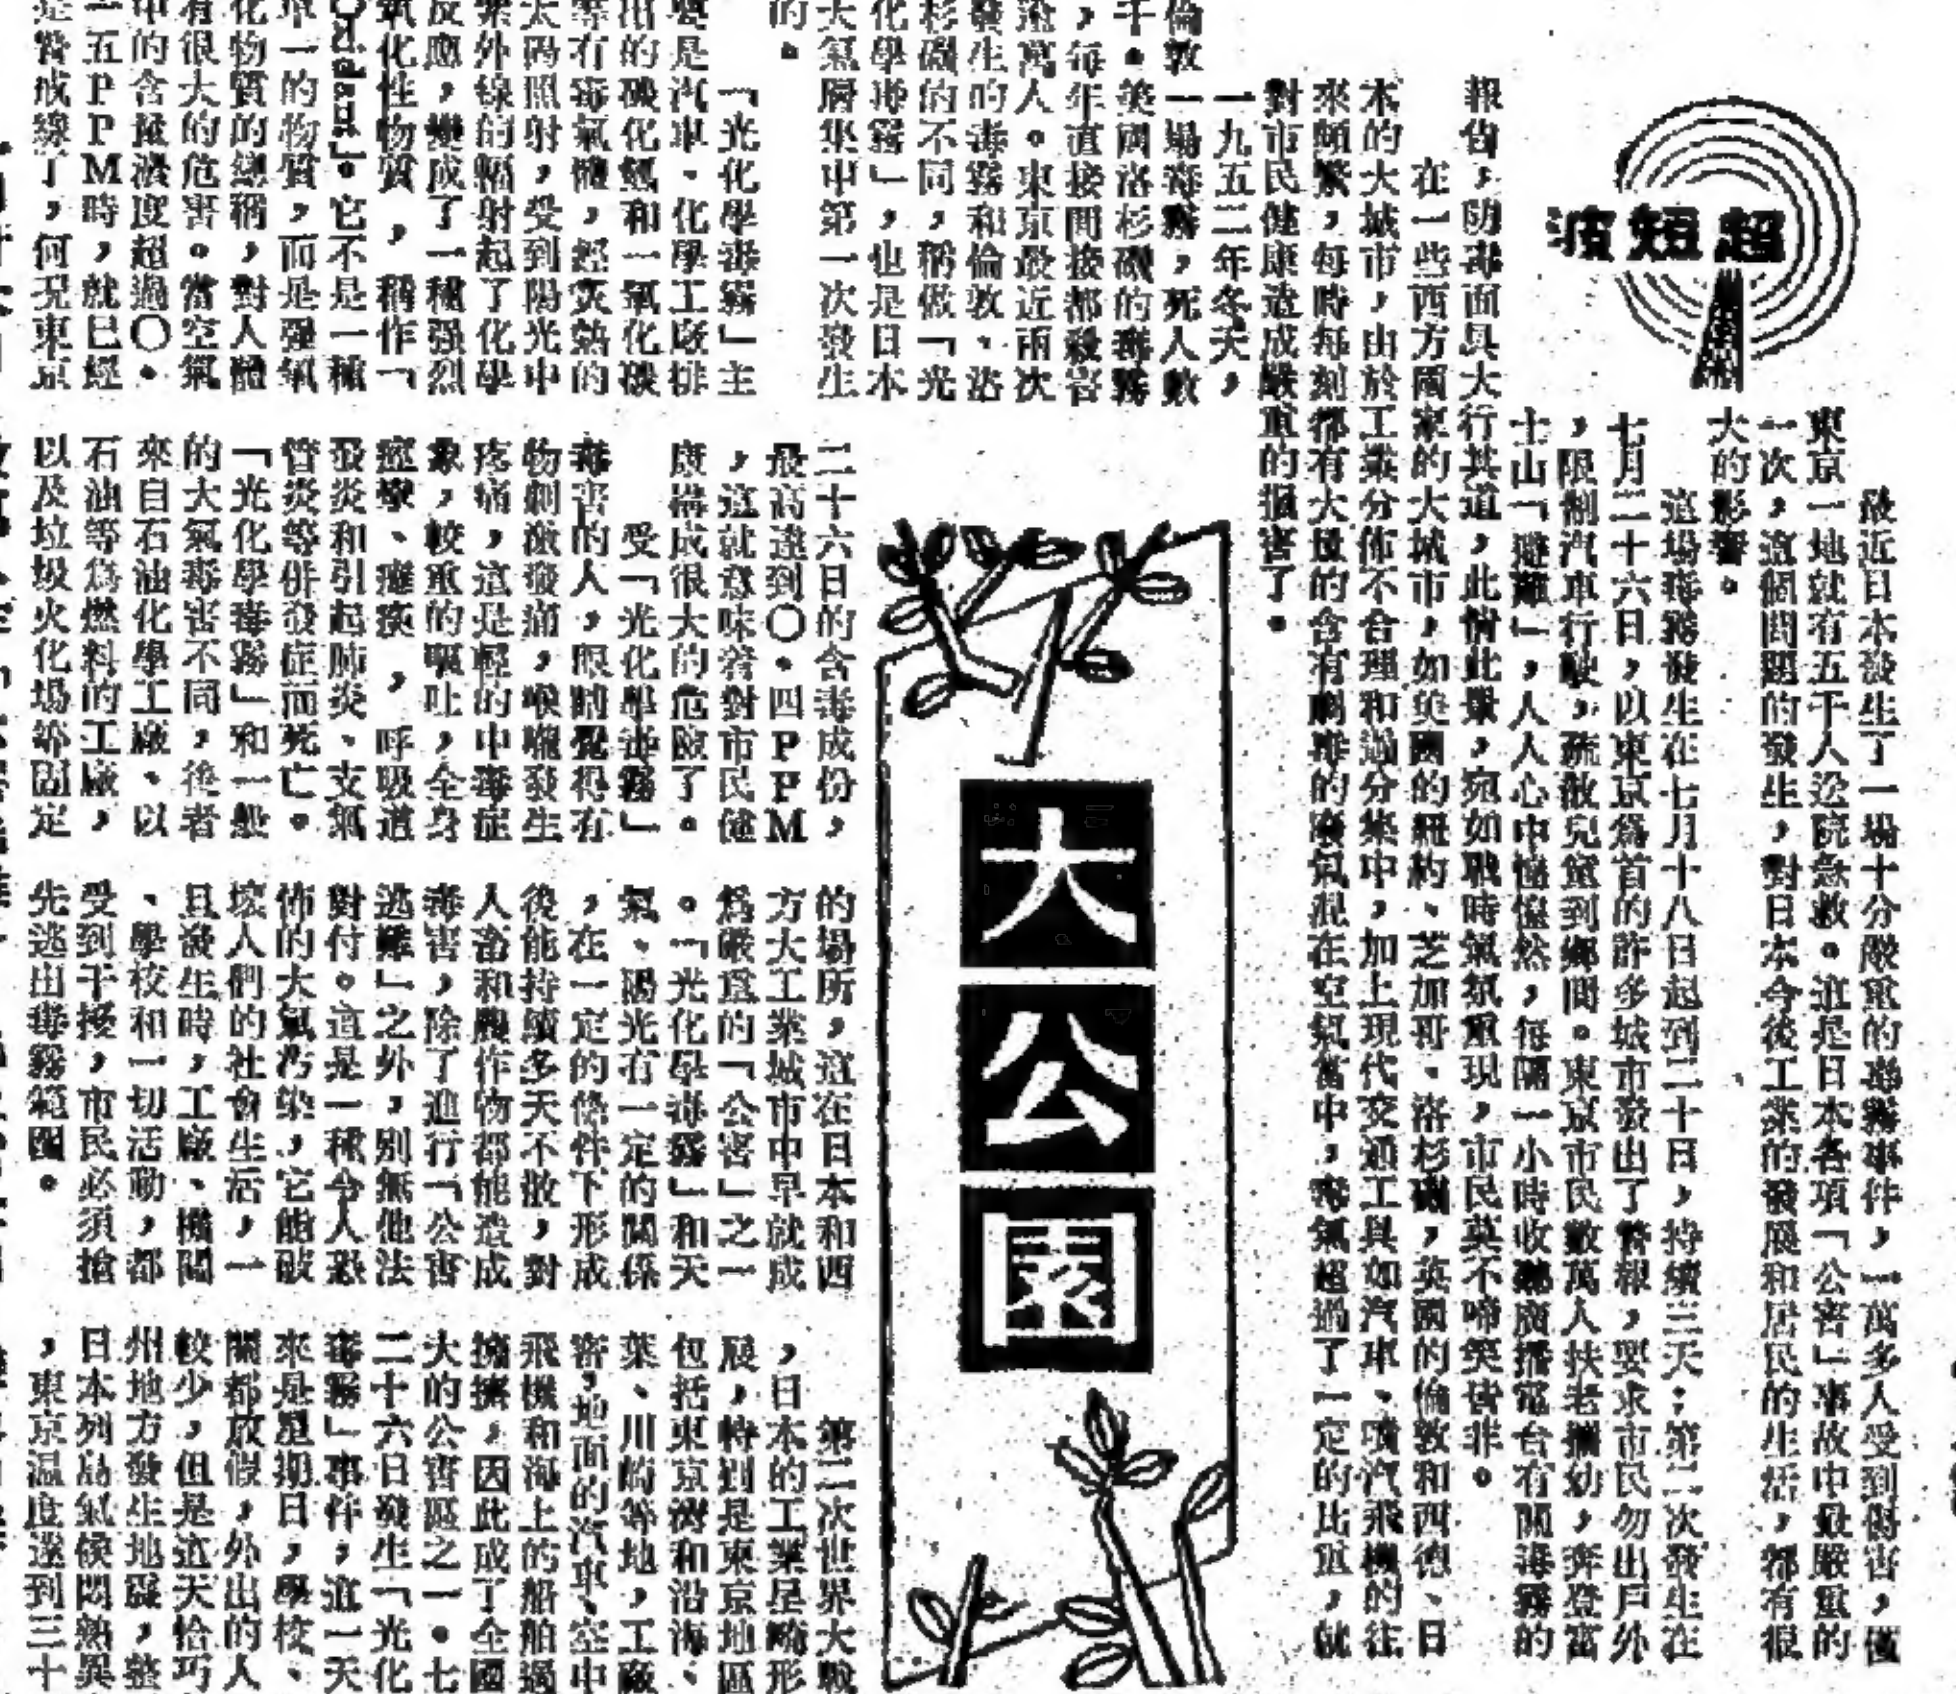 超短波
最近日本發生了一場十分嚴重的毒霧事件，一萬多人受到傷害，僅
東京一地就有五千人送院急救。這是日本各項「公害」事故中最嚴重的
一次，這個問題的發生，對日本今後工業的發展和居民的生活，都有很
大的影響。
這場毒霧發生在七月十八日起到二十日，持續三天；第二次發生在
七月二十六日，以東京為首的許多城市發出了警報，要求市民勿出戶外
，限制汽車行駛，疏散兒童到鄉間。東京市民數萬人扶老攜幼，奔登富
士山「避難」，人人心中惶惶然，每隔一小時收聽廣播電台有關毒霧的
報告，防毒面具大行其道，此情此景，宛如戰時氣氛重現，市民莫不啼笑皆非。
在一些西方國家的大城市，如美國的紐約、芝加哥、洛杉磯，英國的倫敦和西德、日
本的大城市，由於工業分佈不合理和過分集中，加上現代交通工具如汽車、噴汽飛機的往
來頻繁，每時每刻都有大量的含有劇毒的廢氣混在空氣當中，毒氣超過了一定的比重，就
對市民健康造成嚴重的損害了。
大公園
一九五二年冬天，
倫敦一場毒霧，死人數
千。美國洛杉磯的毒霧
，每年直接間接都殺害
逾萬人。東京最近兩次
發生的毒霧和倫敦、洛
杉磯的不同，稱做「光
化學毒霧」，也是日本
大氣層集中第一次發生
的。
「光化學毒霧」主
要是汽車、化學工廠排
出的碳化氫和一氧化碳
等有毒氣體，經炎熱的
太陽照射，受到陽光中
紫外線的輻射起了化學
反應，變成了一種強烈
氧化性物質，稱作「
」。它不是一種
單一的物質，而是強氧
化物質的總稱，對人體
有很大的危害。當空氣
中的含量濃度超過〇・
一五PPM時，就已經
是警戒線了，何況東京
二十六日的含毒成份，
最高達到〇・四PPM
，這就意味着對市民健
康構成很大的危險了。
受「光化學毒霧」
毒害的人，眼睛覺得有
物刺激發痛，喉嚨發生
疼痛，這是輕的中毒症
象，較重的嘔吐，全身
痙攣、癱瘓，呼吸道
發炎和引起肺炎、支氣
管炎等併發症而死亡。
「光化學毒霧」和一般
的大氣毒害不同，後者
來自石油化學工廠、以
石油等為燃料的工廠，
以及垃圾火化場等固定
的場所，這在日本和西
方大工業城市中早就成
為嚴重的「公害」之一
。「光化學毒霧」和天
氣、陽光有一定的關係
，在一定的條件下形成
後能持續多天不散，對
人畜和農作物都能造成
毒害，除了進行「公害
逃難」之外，別無他法
對付。這是一種令人恐
怖的大氣污染，它能破
壞人們的社會生活，一
且發生時，工廠、機關
、學校和一切活動，都
受到干擾，市民必須搶
先逃出毒霧範圍。
第二次世界大戰
，日本的工業呈畸形
展，特別是東京地區
包括東京灣和沿海、
葉、川崎等地，工廠
密，地面的汽車、空中
飛機和海上的船舶過
擁擠，因此成了全國
大的公害區之一。七
二十六日發生「光化
毒霧」事件，這一天
來是星期日，學校、
關都放假，外出的人
較少，但是這天恰巧
州地方發生地震，整
日本列島氣候悶熱異
，東京溫度達到三十